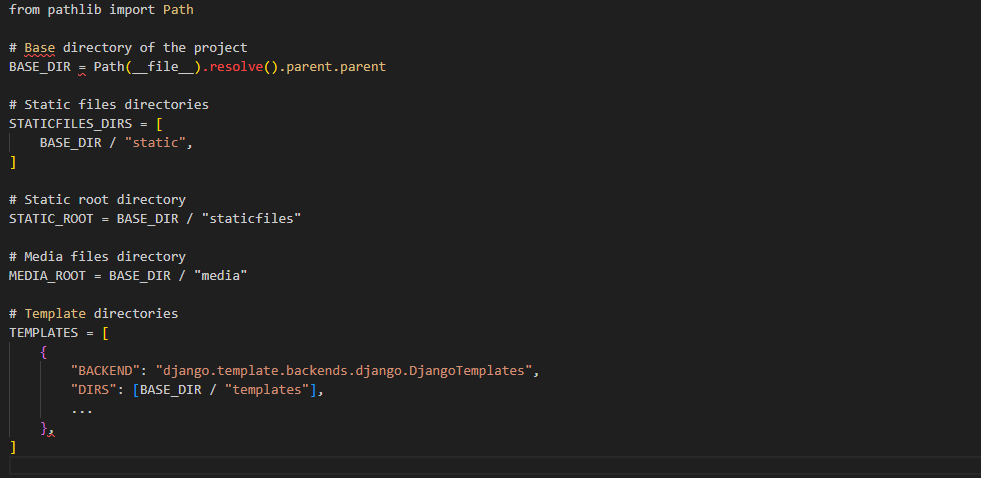 from pathlib import Path
# Base directory of the project
BASE_DIR = Path(__file__).resolve().parent.parent
# Static files directories
STATICFILES_DIRS = [
    BASE_DIR / "static",
]
# Static root directory
STATIC_ROOT = BASE_DIR / "staticfiles"
# Media files directory
MEDIA_ROOT = BASE_DIR / "media"
# Template directories
TEMPLATES = [
    {
        "BACKEND": "django.template.backends.django.DjangoTemplates",
        "DIRS": [BASE_DIR / "templates"],
        ...
    },
]